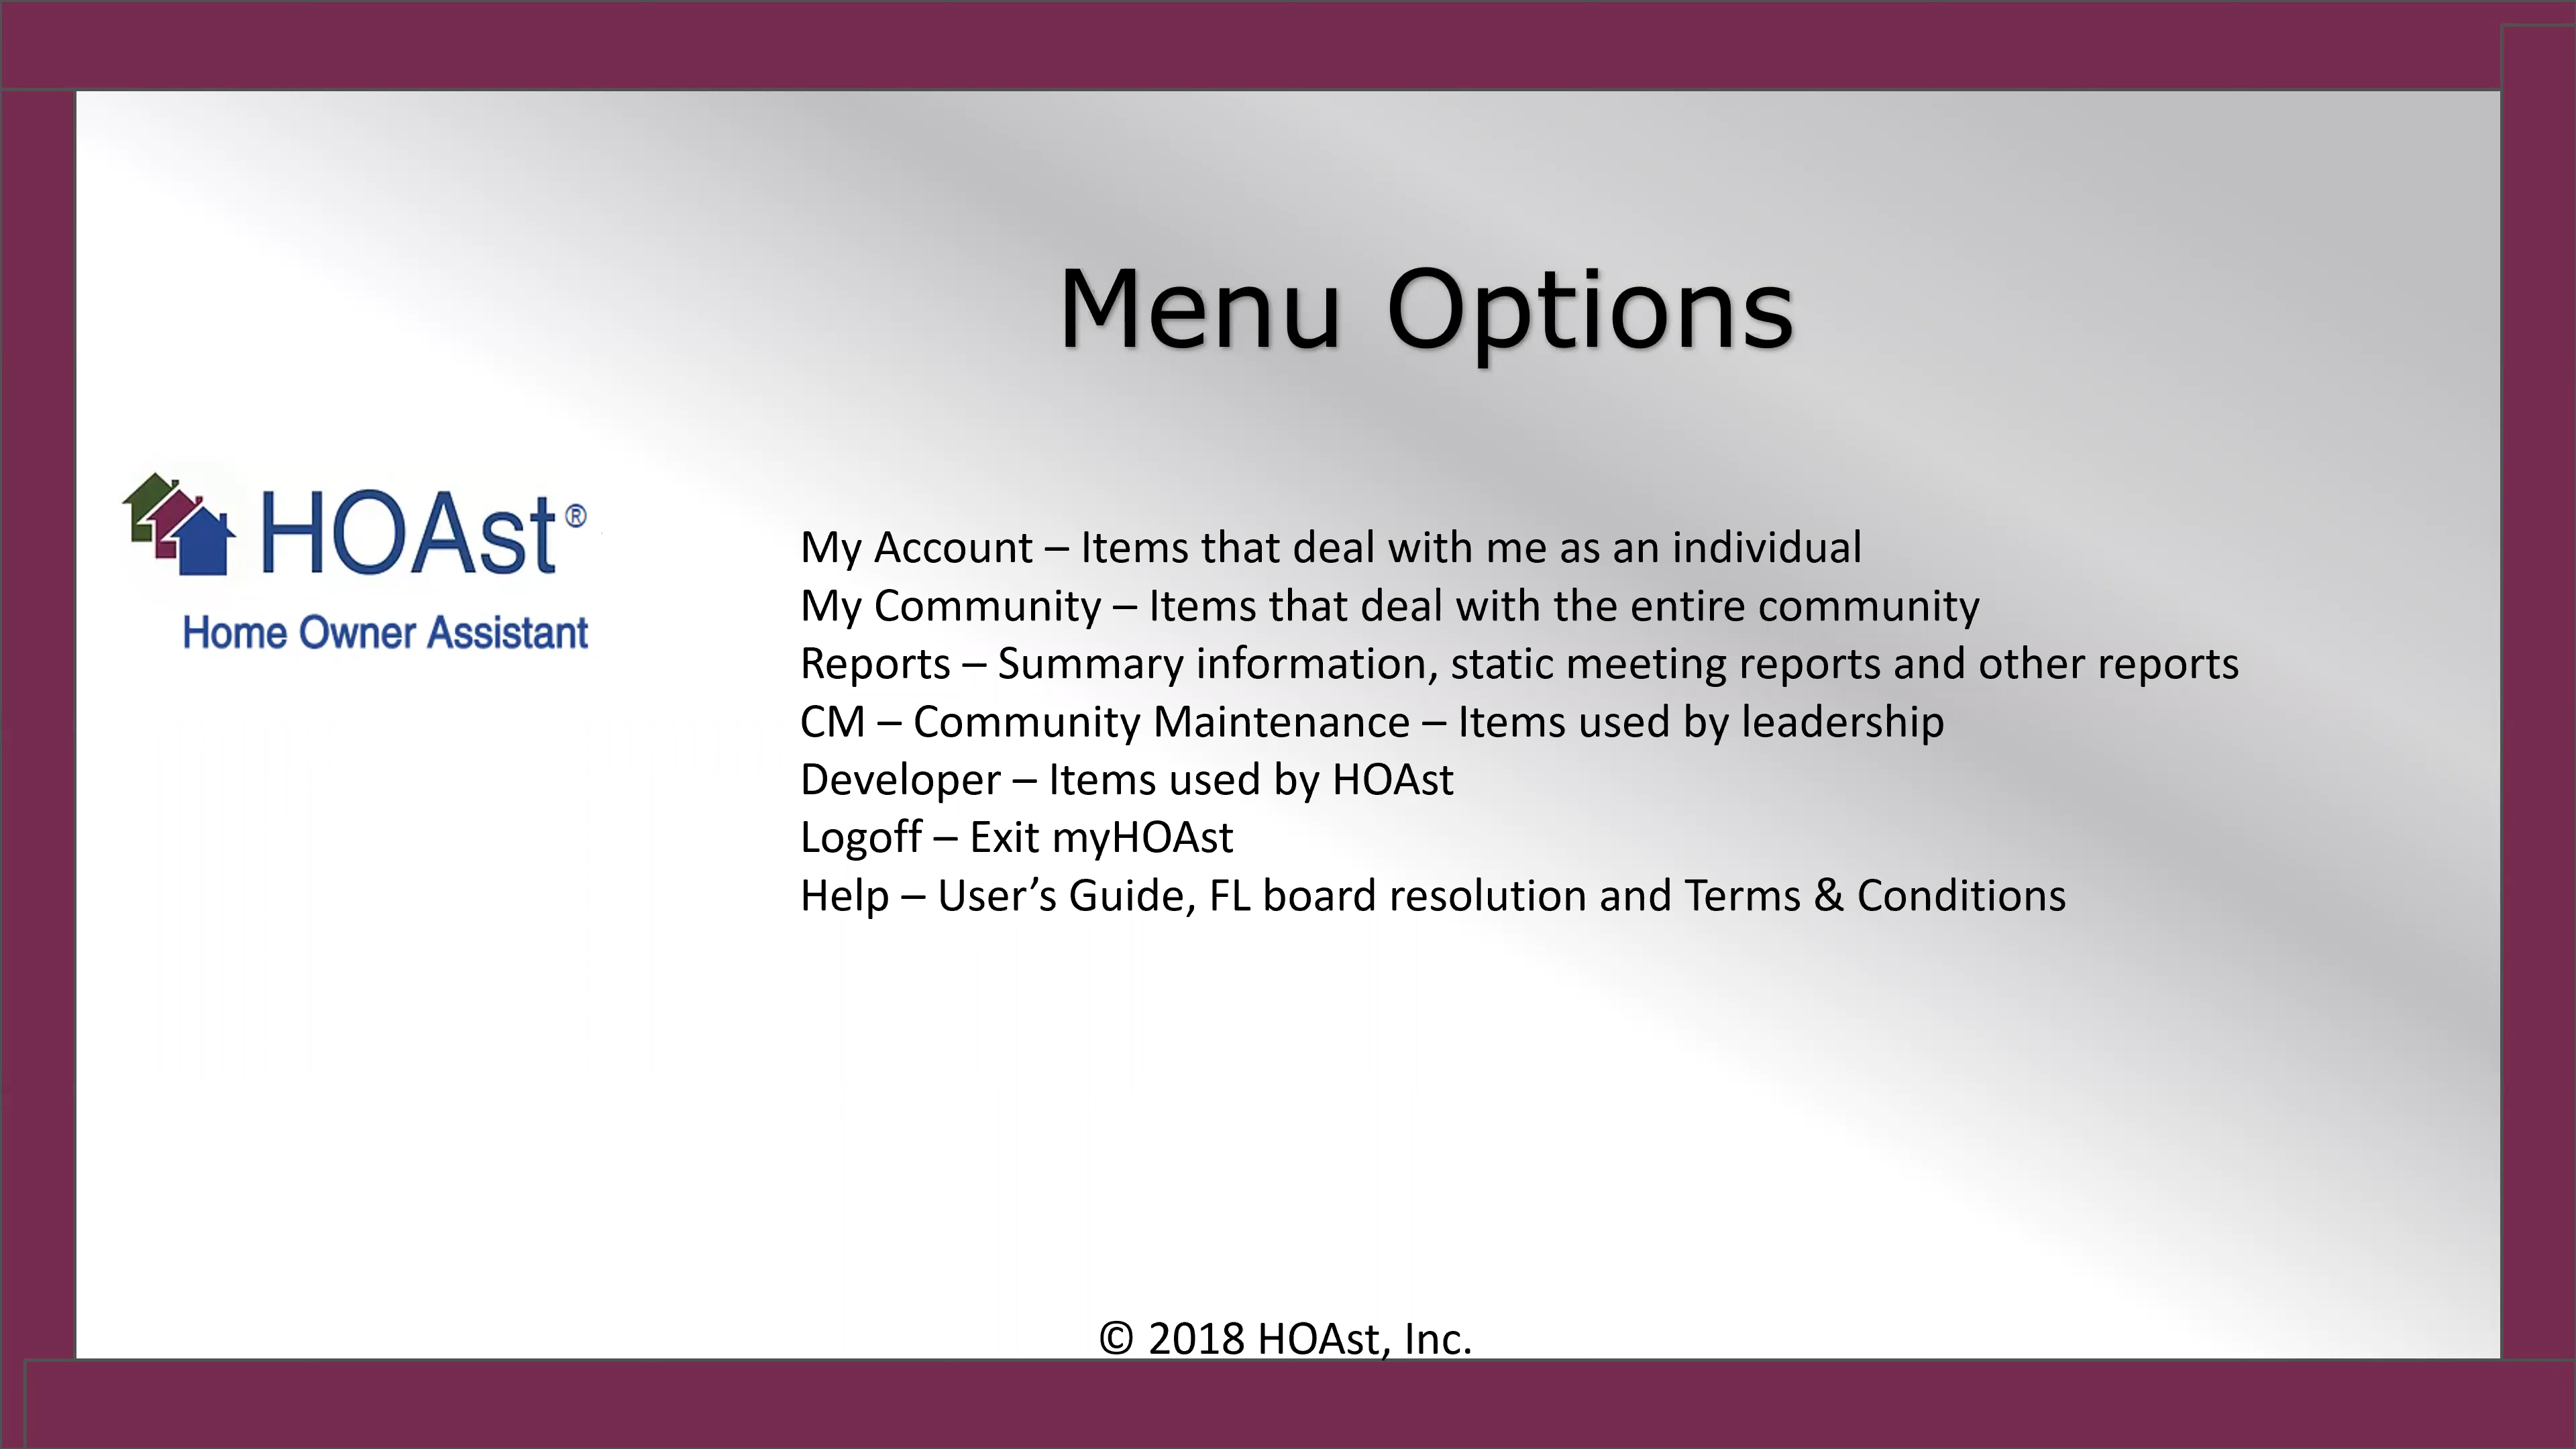 Menu Options
HOAst®
Home Owner Assistant
My Account – Items that deal with me as an individual
My Community – Items that deal with the entire community
Reports – Summary information, static meeting reports and other reports
CM – Community Maintenance – Items used by leadership
Developer – Items used by HOAst
Logoff – Exit myHOAst
Help – User’s Guide, FL board resolution and Terms & Conditions
© 2018 HOAst, Inc.